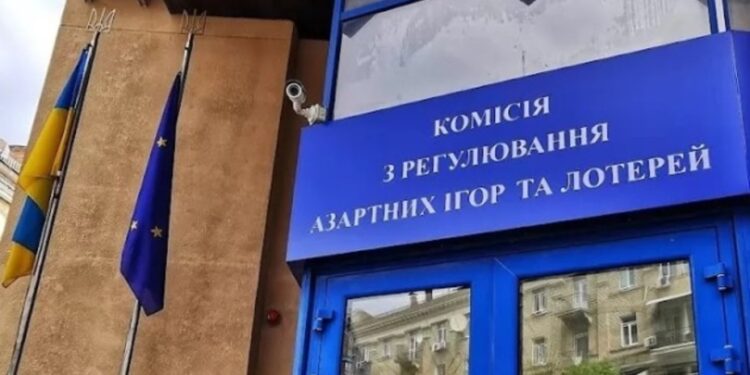 КОМІСІЯ
З РЕГУЛЮВАННЯ
АЗАРТНИХ ІГОР ТА ЛОТЕРЕЙ